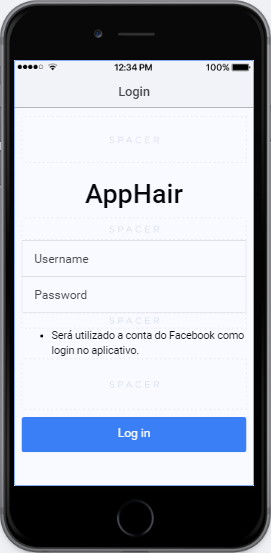 12:34 PM 100%
Login
SPACER
AppHair
SPACER
Username
Password
SPACER
• Será utilizado a conta do Facebook como
login no aplicativo.
SPACER
Log in